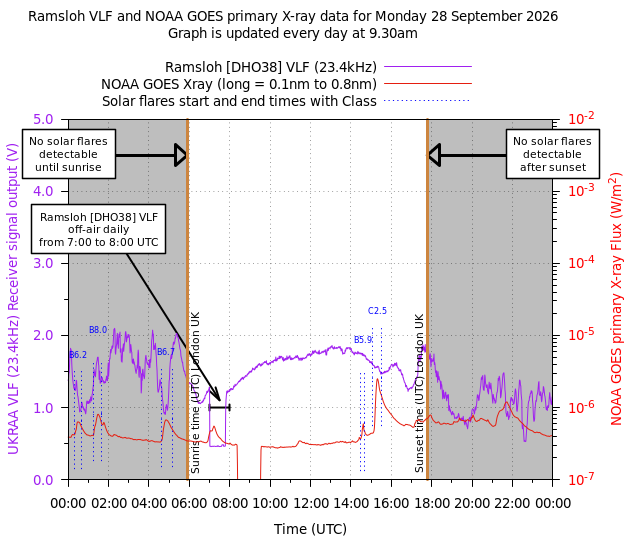 Ramsloh VLF and NOAA GOES primary X-ray data for Monday 28 September 2026
Graph is updated every day at 9.30am
Ramsloh [DHO38] VLF (23.4kHz)
NOAA GOES Xray (long = 0.1nm to 0.8nm)
Solar flares start and end times with Class
5.0
4.0
3.0
2.0
1.0
0.0
UKRAA VLF (23.4kHz) Receiver signal output (V)
No solar flares
detectable
until sunrise
No solar flares
detectable
after sunset
Ramsloh [DHO38] VLF
off-air daily
from 7:00 to 8:00 UTC
B6.2
B8.0
B6.7
B5.9
C2.5
Sunrise time (UTC) London UK
Sunset time (UTC) London UK
10-2
10-3
10-4
10-5
10-6
10-7
NOAA GOES primary X-ray Flux (W/m2)
00:00 02:00 04:00 06:00 08:00 10:00 12:00 14:00 16:00 18:00 20:00 22:00 00:00
Time (UTC)